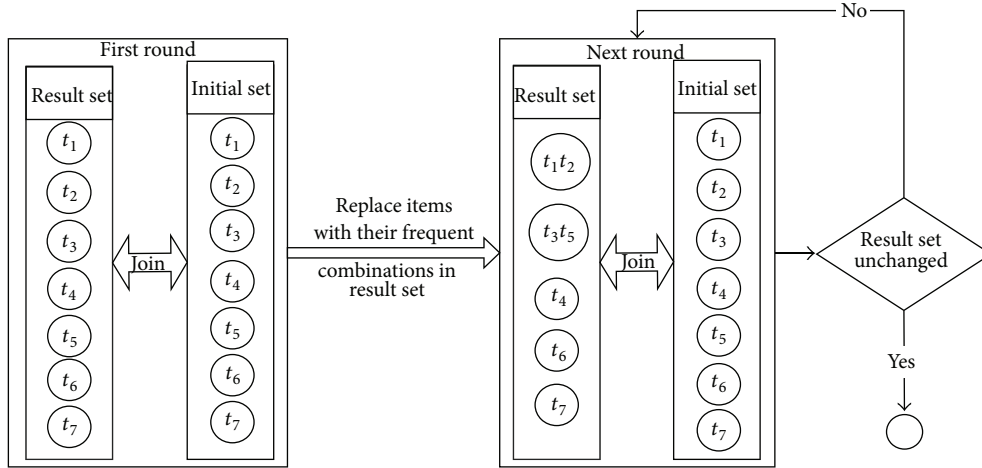 No
First round
Result set
Initial set
t1
t2
t3
t4
t5
t6
t7
Join
t1
t2
t3
t4
t5
t6
t7
Replace items
with their frequent
combinations in
result set
Next round
Result set
Initial set
t1t2
t3t5
t4
t6
t7
Join
t1
t2
t3
t4
t5
t6
t7
Result set
unchanged
Yes